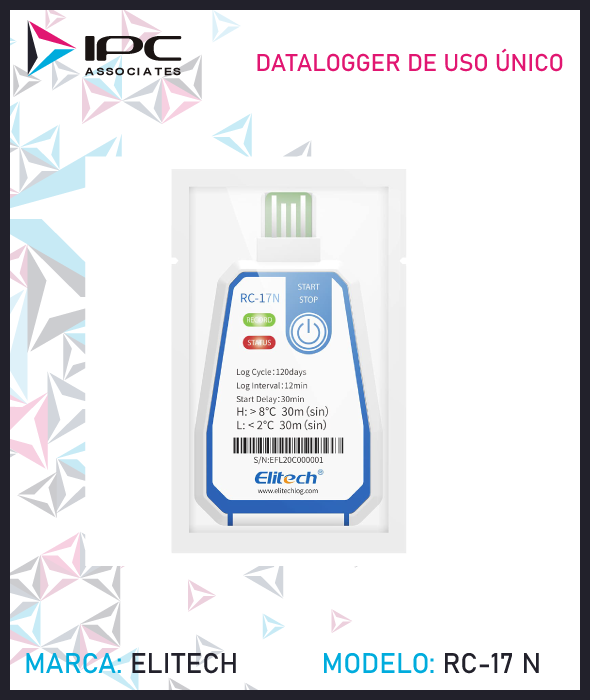 IPC
ASSOCIATES
DATALOGGER DE USO ÚNICO
RC-17N
START
STOP
RECORD
STATUS
Log Cycle:120days
Log Interval:12min
Start Delay:30min
H: > 8°C 30m (sin)
L: < 2°C 30m (sin)
S/N:EFL20C000001
Elitech®
www.elitechlog.com
MARCA: ELITECH
MODELO: RC-17 N